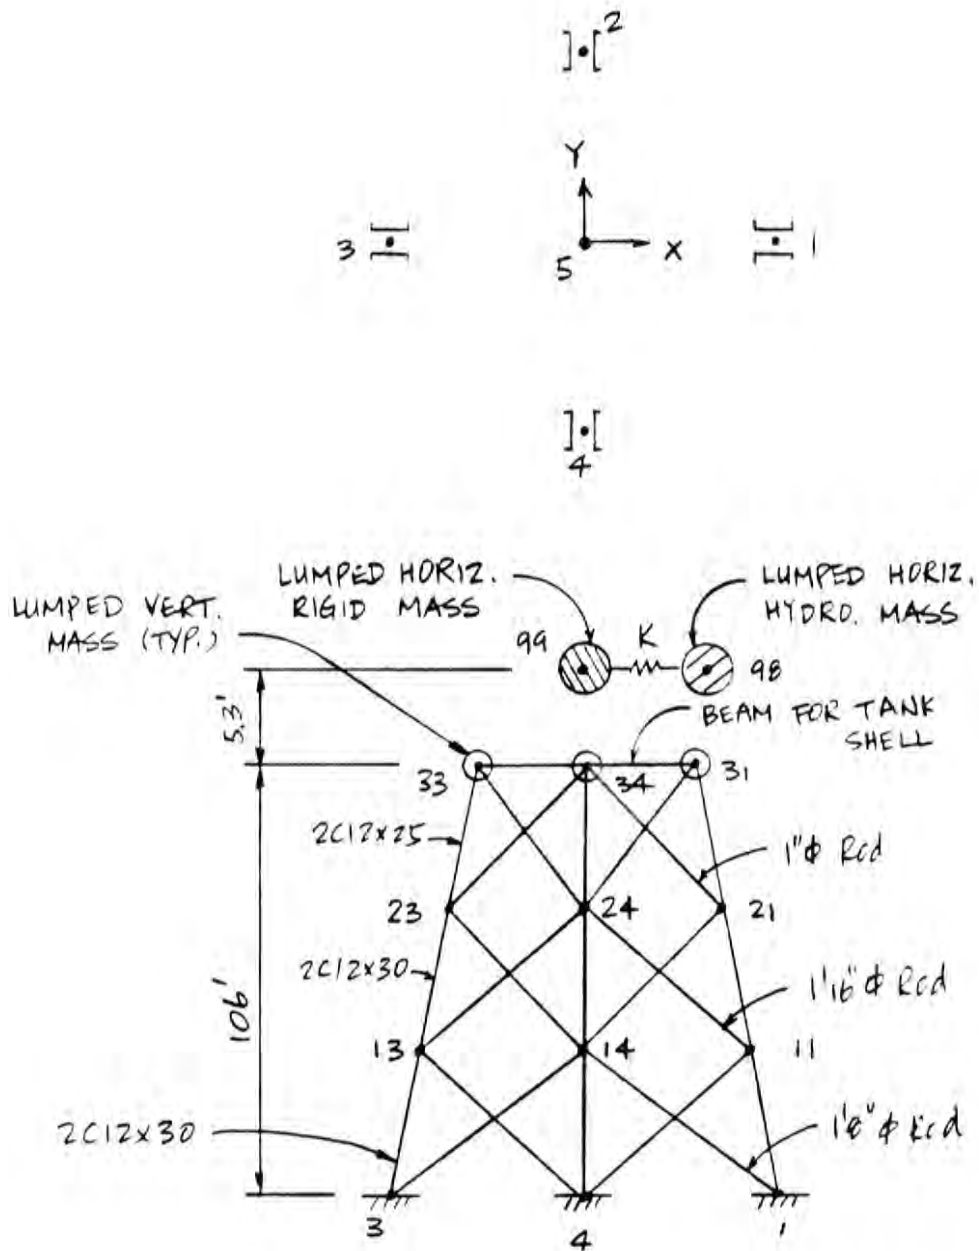 2
Y
3
5
X
1
4
LUMPED HORIZ.
RIGID MASS
LUMPED HORIZ.
HYDRO. MASS
LUMPED VERT.
MASS (TYP.)
99
K
98
5.3'
BEAM FOR TANK
SHELL
33
34
31
2C12x25
1"ϕ Rod
23
24
21
2C12x30
106'
1'16"ϕ Rod
13
14
11
2C12x30
1'8"ϕ Rod
3
4
1